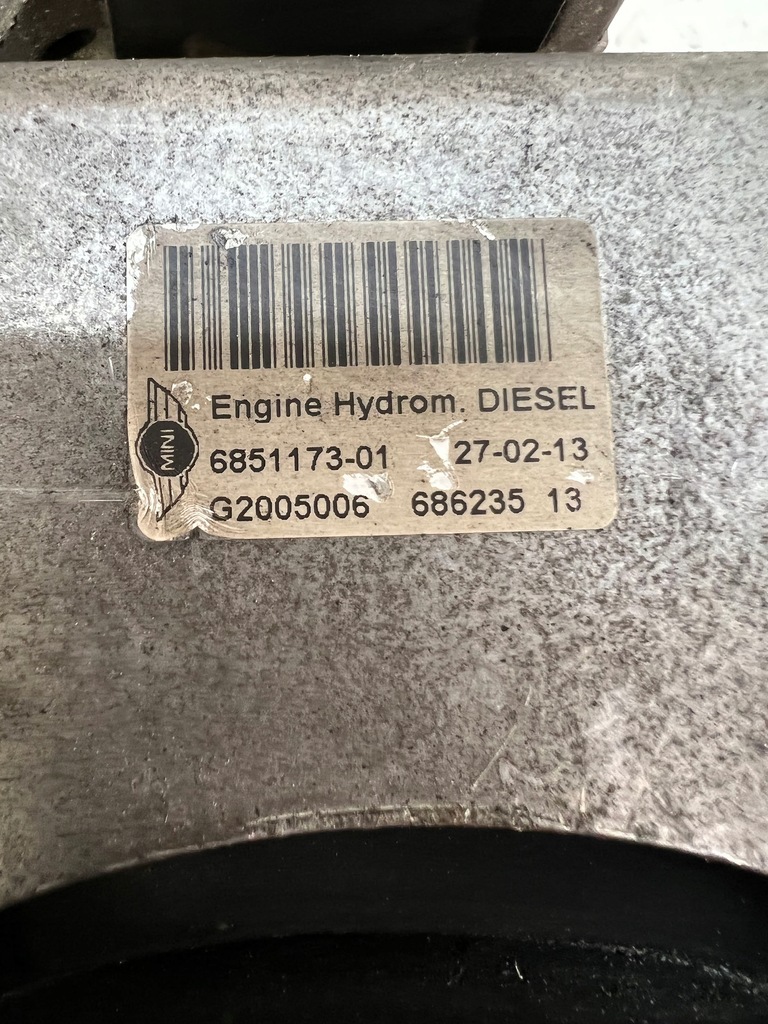 Engine Hydrom. DIESEL
MINI
6851173-01 27-02-13
G2005006 686235 13